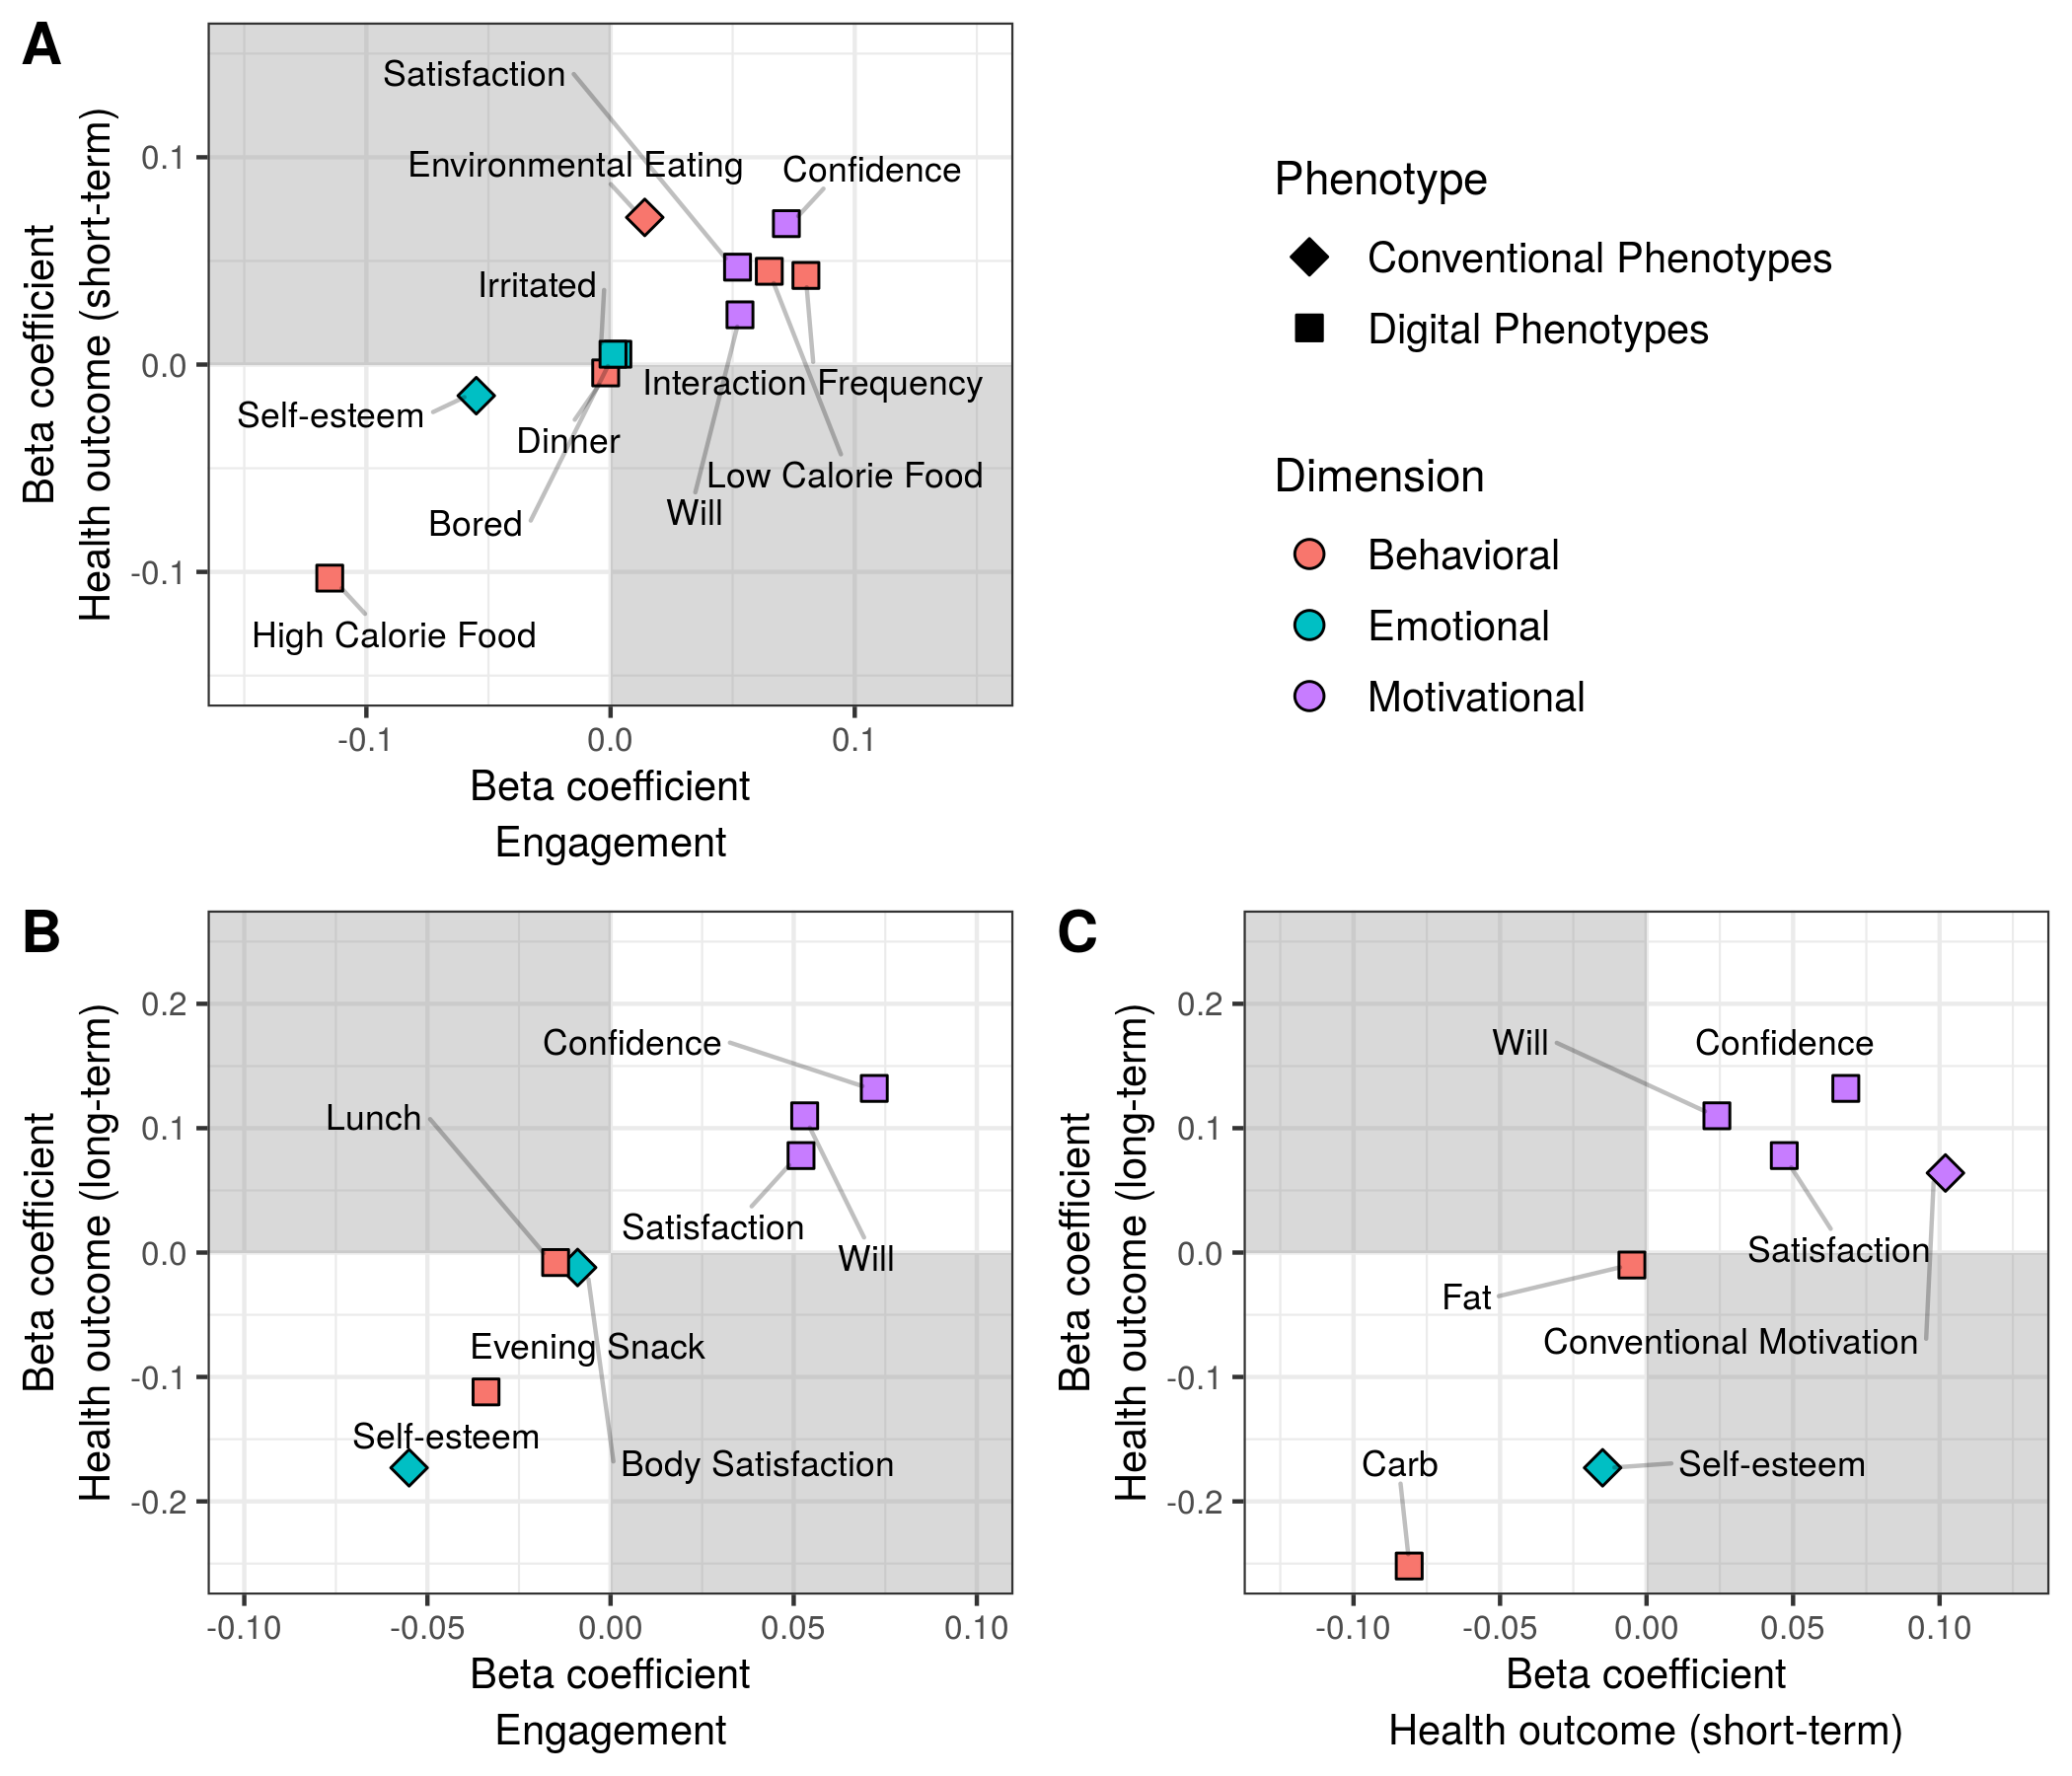 A
Beta coefficient
Health outcome (short-term)
0.1
0.0
-0.1
Satisfaction
Environmental Eating
Confidence
Irritated
Interaction Frequency
Self-esteem
Dinner
Low Calorie Food
Will
Bored
High Calorie Food
-0.1
0.0
0.1
Beta coefficient
Engagement
Phenotype
Conventional Phenotypes
Digital Phenotypes
Dimension
Behavioral
Emotional
Motivational
B
Beta coefficient
Health outcome (long-term)
0.2
0.1
0.0
-0.1
-0.2
Confidence
Lunch
Satisfaction
Will
Evening Snack
Self-esteem
Body Satisfaction
-0.10
-0.05
0.00
0.05
0.10
Beta coefficient
Engagement
C
Beta coefficient
Health outcome (long-term)
0.2
0.1
0.0
-0.1
-0.2
Will
Confidence
Satisfaction
Fat
Conventional Motivation
Carb
Self-esteem
-0.10
-0.05
0.00
0.05
0.10
Beta coefficient
Health outcome (short-term)